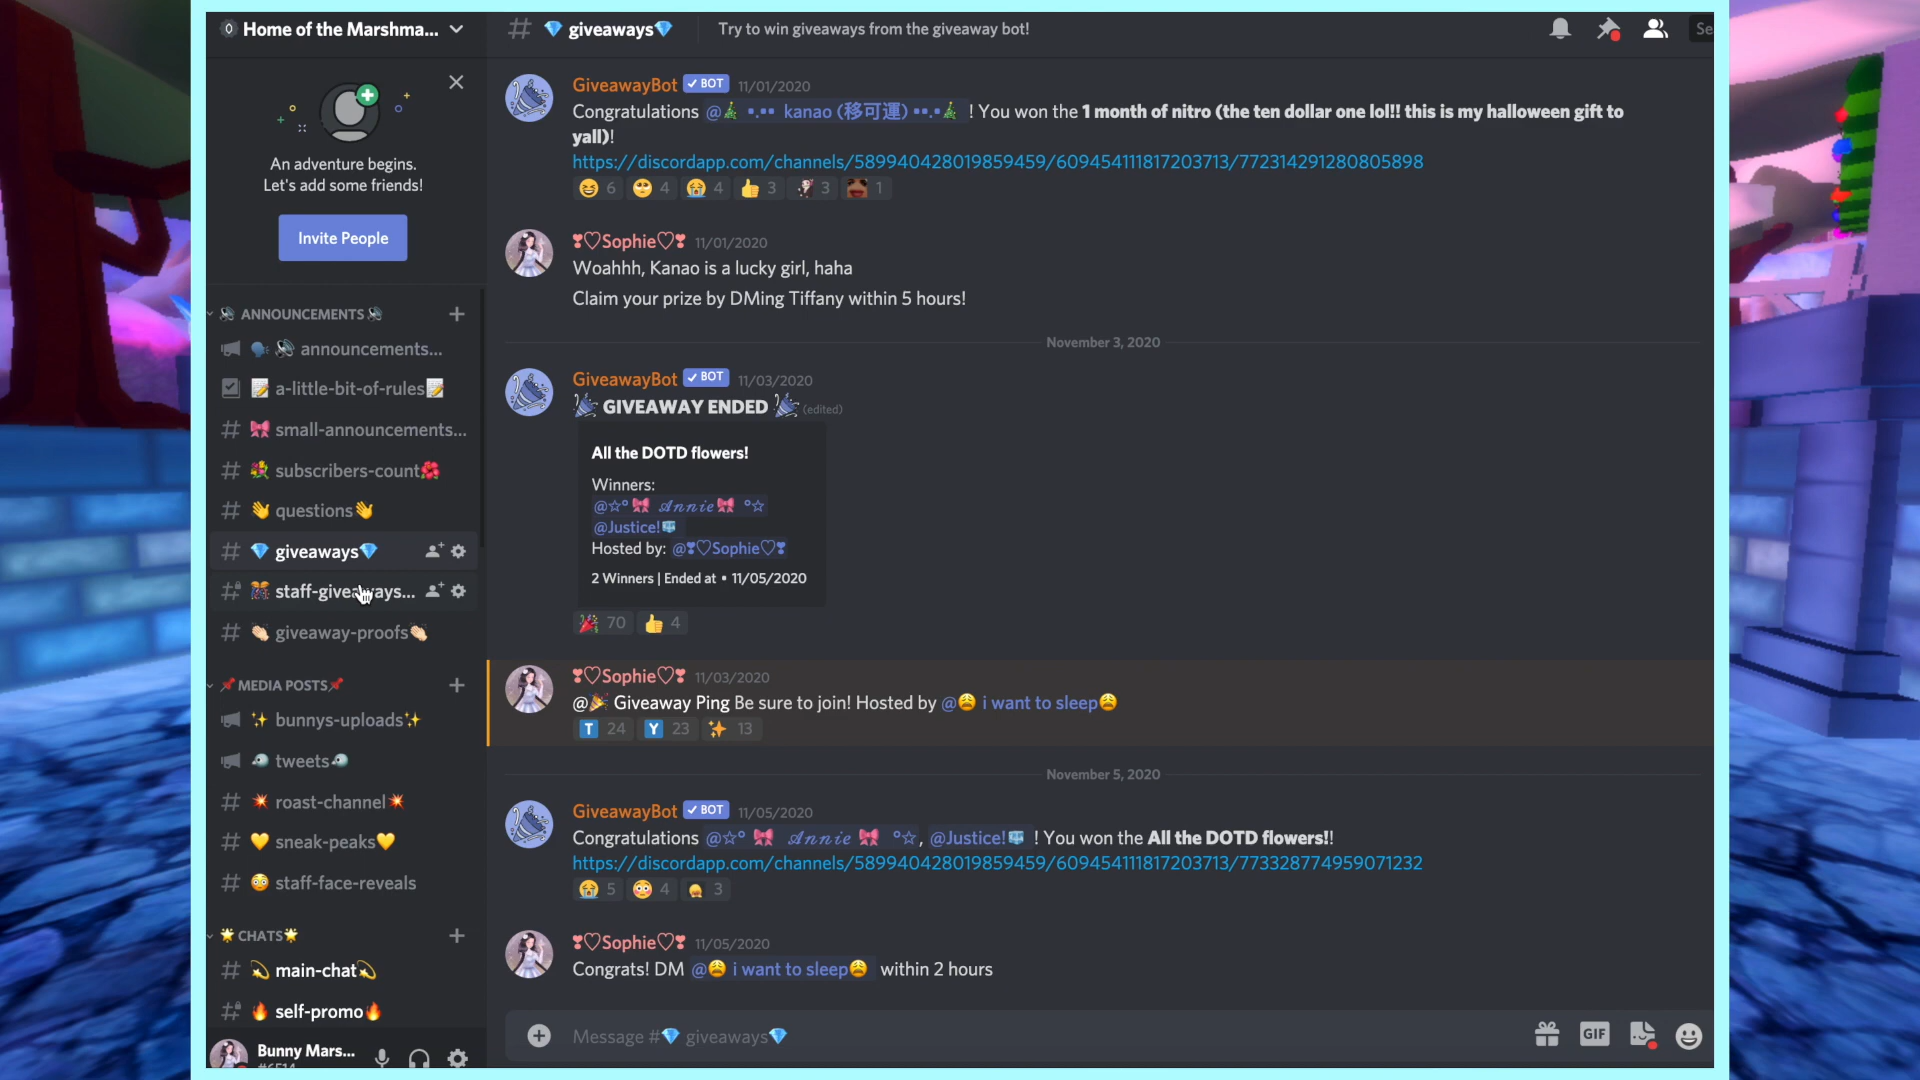 Home of the Marshma...
# 💎 giveaways💎
Try to win giveaways from the giveaway bot!
An adventure begins.
Let's add some friends!
Invite People
🔊 ANNOUNCEMENTS🔊
🗣️🔊 announcements...
📝 a-little-bit-of-rules📝
# 🎀 small-announcements...
# 💐 subscribers-count🌺
# 👋 questions👋
# 💎 giveaways💎
# 🎊 staff-giveaways...
# 👏🏻 giveaway-proofs👏🏻
📌MEDIA POSTS📌
✨ bunnys-uploads✨
🐦 tweets🐦
# 💥 roast-channel💥
# 💛 sneak-peaks💛
# 😳 staff-face-reveals
🌟CHATS🌟
# 💫 main-chat💫
# 🔥 self-promo🔥
Bunny Mars...
GiveawayBot ✓ BOT 11/01/2020
Congratulations @🎄 •.•• kanao (移可運) ••.•🎄 ! You won the 1 month of nitro (the ten dollar one lol!! this is my halloween gift to
yall)!
https://discordapp.com/channels/589940428019859459/609454111817203713/772314291280805898
😆 6 🥺 4 😭 4 👍 3 3 1
❣♡Sophie♡❣ 11/01/2020
Woahhh, Kanao is a lucky girl, haha
Claim your prize by DMing Tiffany within 5 hours!
November 3, 2020
GiveawayBot ✓ BOT 11/03/2020
🎉 GIVEAWAY ENDED 🎉 (edited)
All the DOTD flowers!
Winners:
@☆°🎀 𝒜𝓃𝓃𝒾𝑒🎀 °☆
@Justice!🧊
Hosted by: @❣♡Sophie♡❣
2 Winners | Ended at • 11/05/2020
🎉 70 👍 4
❣♡Sophie♡❣ 11/03/2020
@🎉 Giveaway Ping Be sure to join! Hosted by @😩 i want to sleep😩
T 24 Y 23 ✨ 13
November 5, 2020
GiveawayBot ✓ BOT 11/05/2020
Congratulations @☆° 🎀 𝒜𝓃𝓃𝒾𝑒 🎀 °☆, @Justice!🧊 ! You won the All the DOTD flowers!!
https://discordapp.com/channels/589940428019859459/609454111817203713/773328774959071232
😭 5 😳 4 3
❣♡Sophie♡❣ 11/05/2020
Congrats! DM @😩 i want to sleep😩 within 2 hours
Message #💎 giveaways💎
GIF